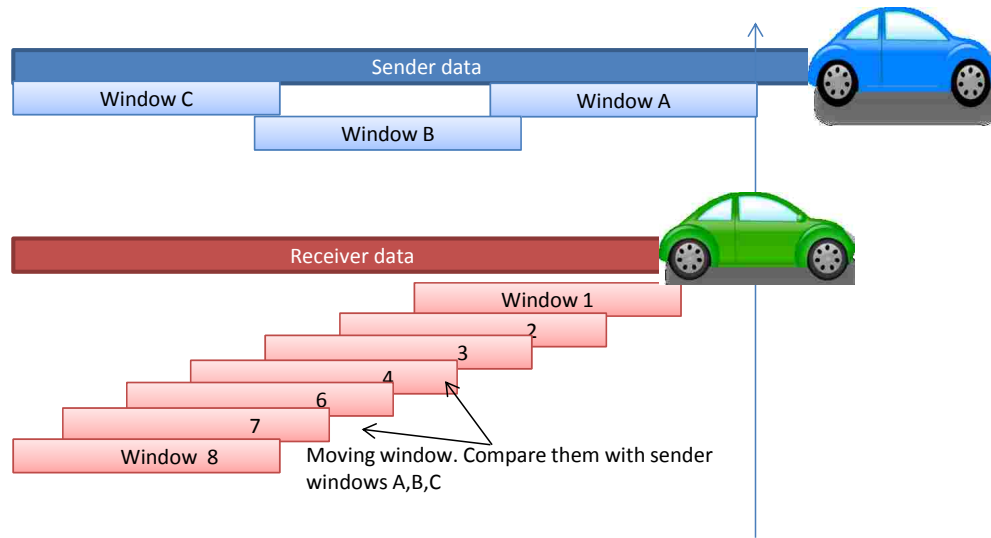 Sender data
Window C
Window A
Window B
Receiver data
Window 1
2
3
4
6
7
Window 8
Moving window. Compare them with sender
windows A,B,C